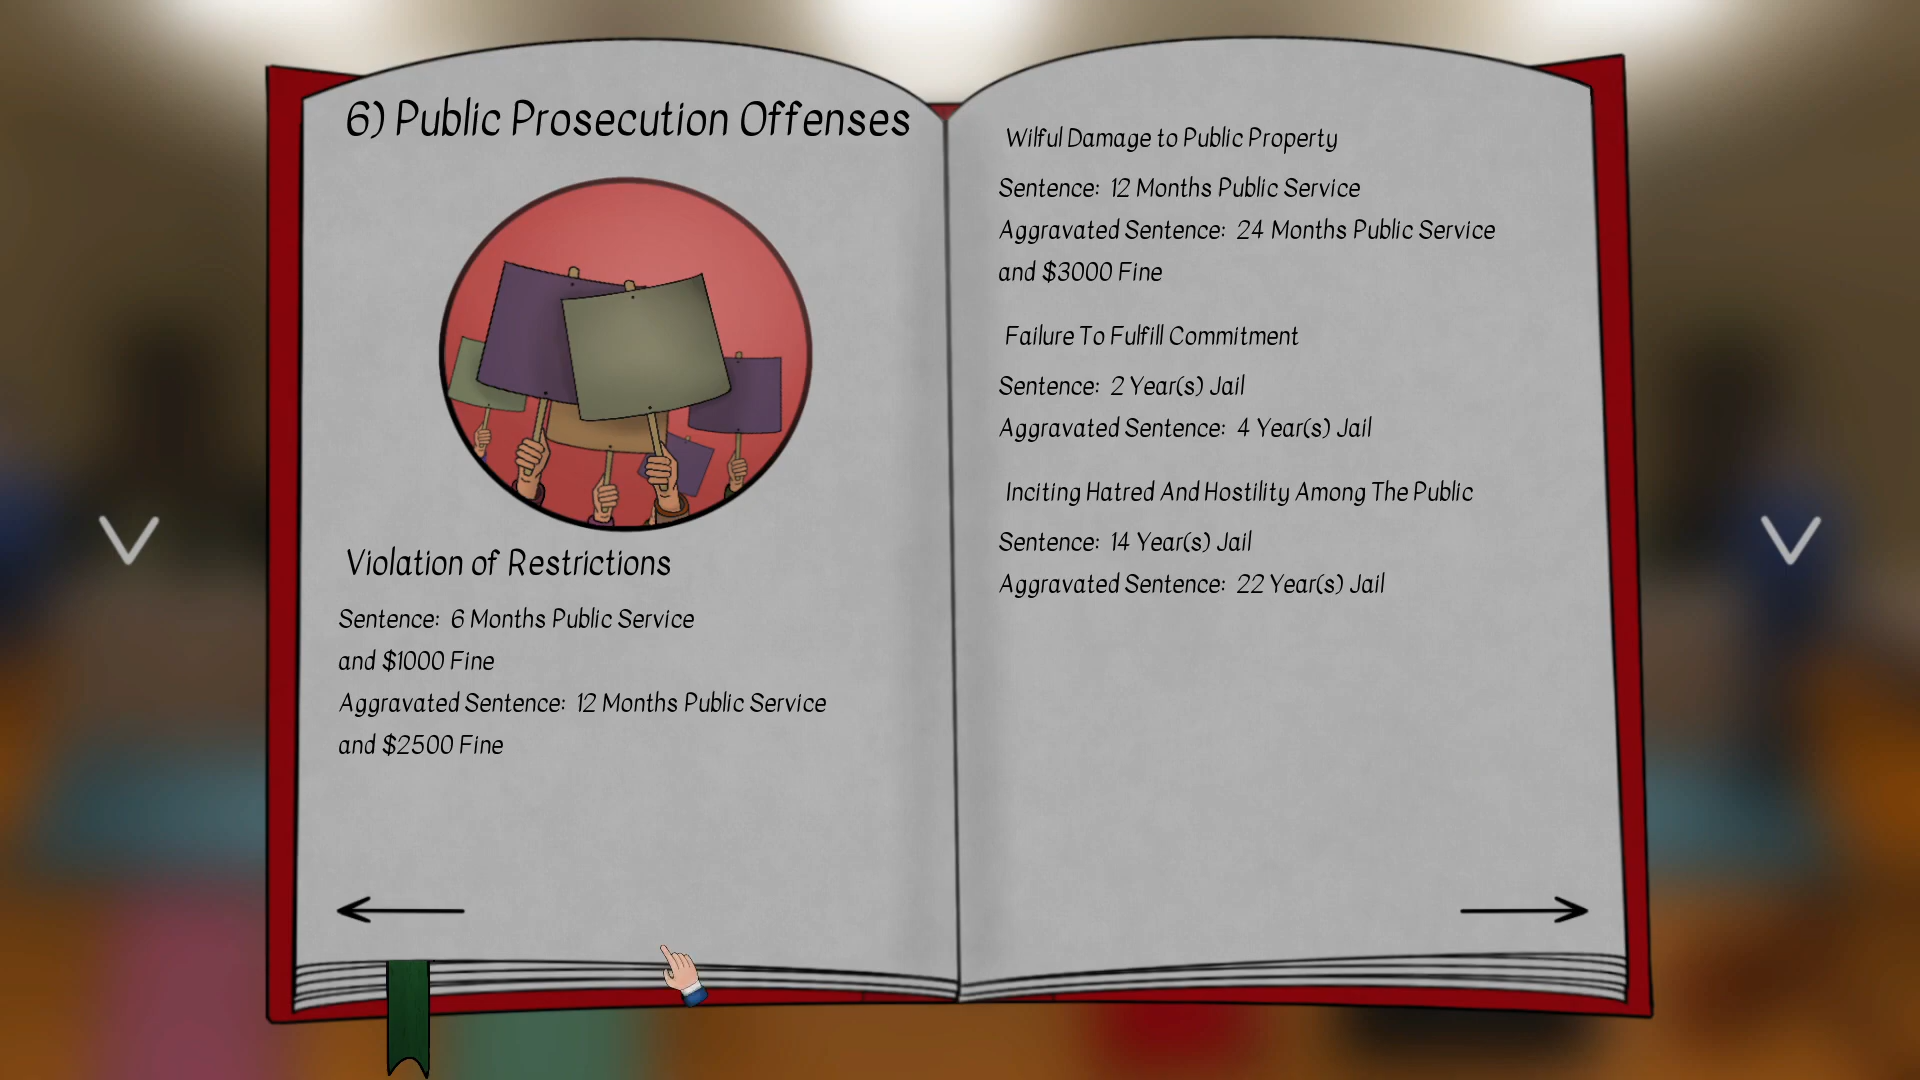 6) Public Prosecution Offenses
Violation of Restrictions
Sentence: 6 Months Public Service
and $1000 Fine
Aggravated Sentence: 12 Months Public Service
and $2500 Fine
Wilful Damage to Public Property
Sentence: 12 Months Public Service
Aggravated Sentence: 24 Months Public Service
and $3000 Fine
Failure To Fulfill Commitment
Sentence: 2 Year(s) Jail
Aggravated Sentence: 4 Year(s) Jail
Inciting Hatred And Hostility Among The Public
Sentence: 14 Year(s) Jail
Aggravated Sentence: 22 Year(s) Jail